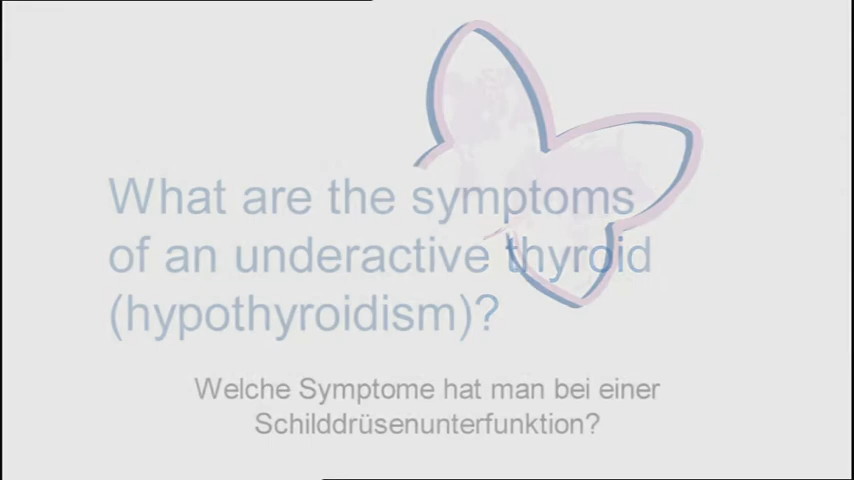 What are the symptoms
of an underactive thyroid
(hypothyroidism)?
Welche Symptome hat man bei einer
Schilddrüsenunterfunktion?